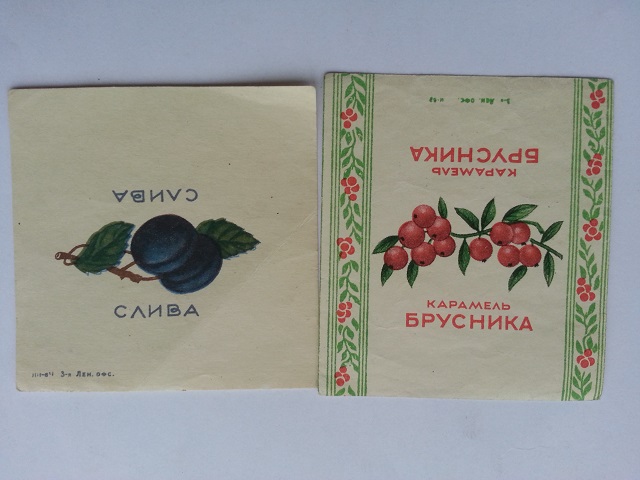 СЛИВА
СЛИВА
3-я Лен. офс.
3-я Лен. офс.
КАРАМЕЛЬ
БРУСНИКА
КАРАМЕЛЬ
БРУСНИКА